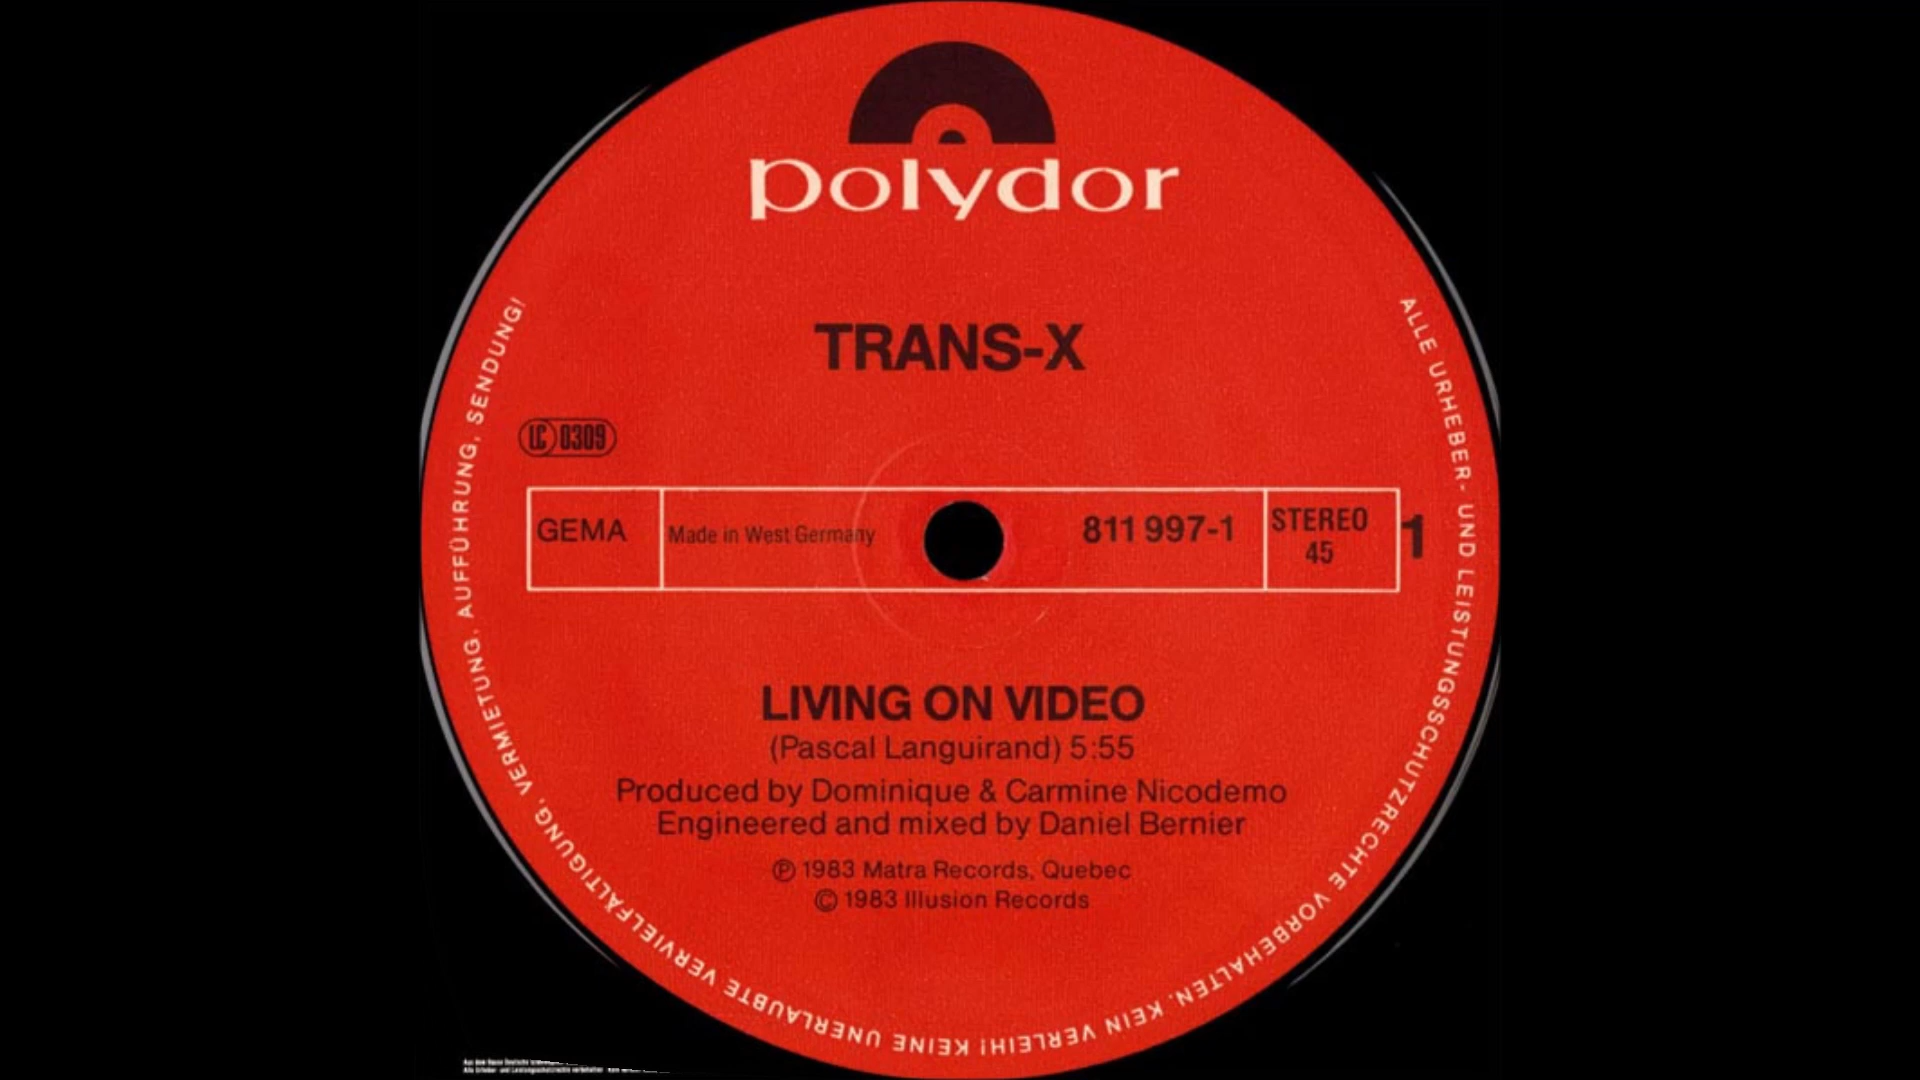 polydor
TRANS-X
LC 0309
GEMA
Made in West Germany
811 997-1
STEREO
45
1
LIVING ON VIDEO
(Pascal Languirand) 5:55
Produced by Dominique & Carmine Nicodemo
Engineered and mixed by Daniel Bernier
℗ 1983 Matra Records, Quebec
© 1983 Illusion Records
ALLE URHEBER- UND LEISTUNGSSCHUTZRECHTE VORBEHALTEN. KEIN VERLEIH! KEINE UNERLAUBTE VERVIELFÄLTIGUNG, VERMIETUNG, AUFFÜHRUNG, SENDUNG!